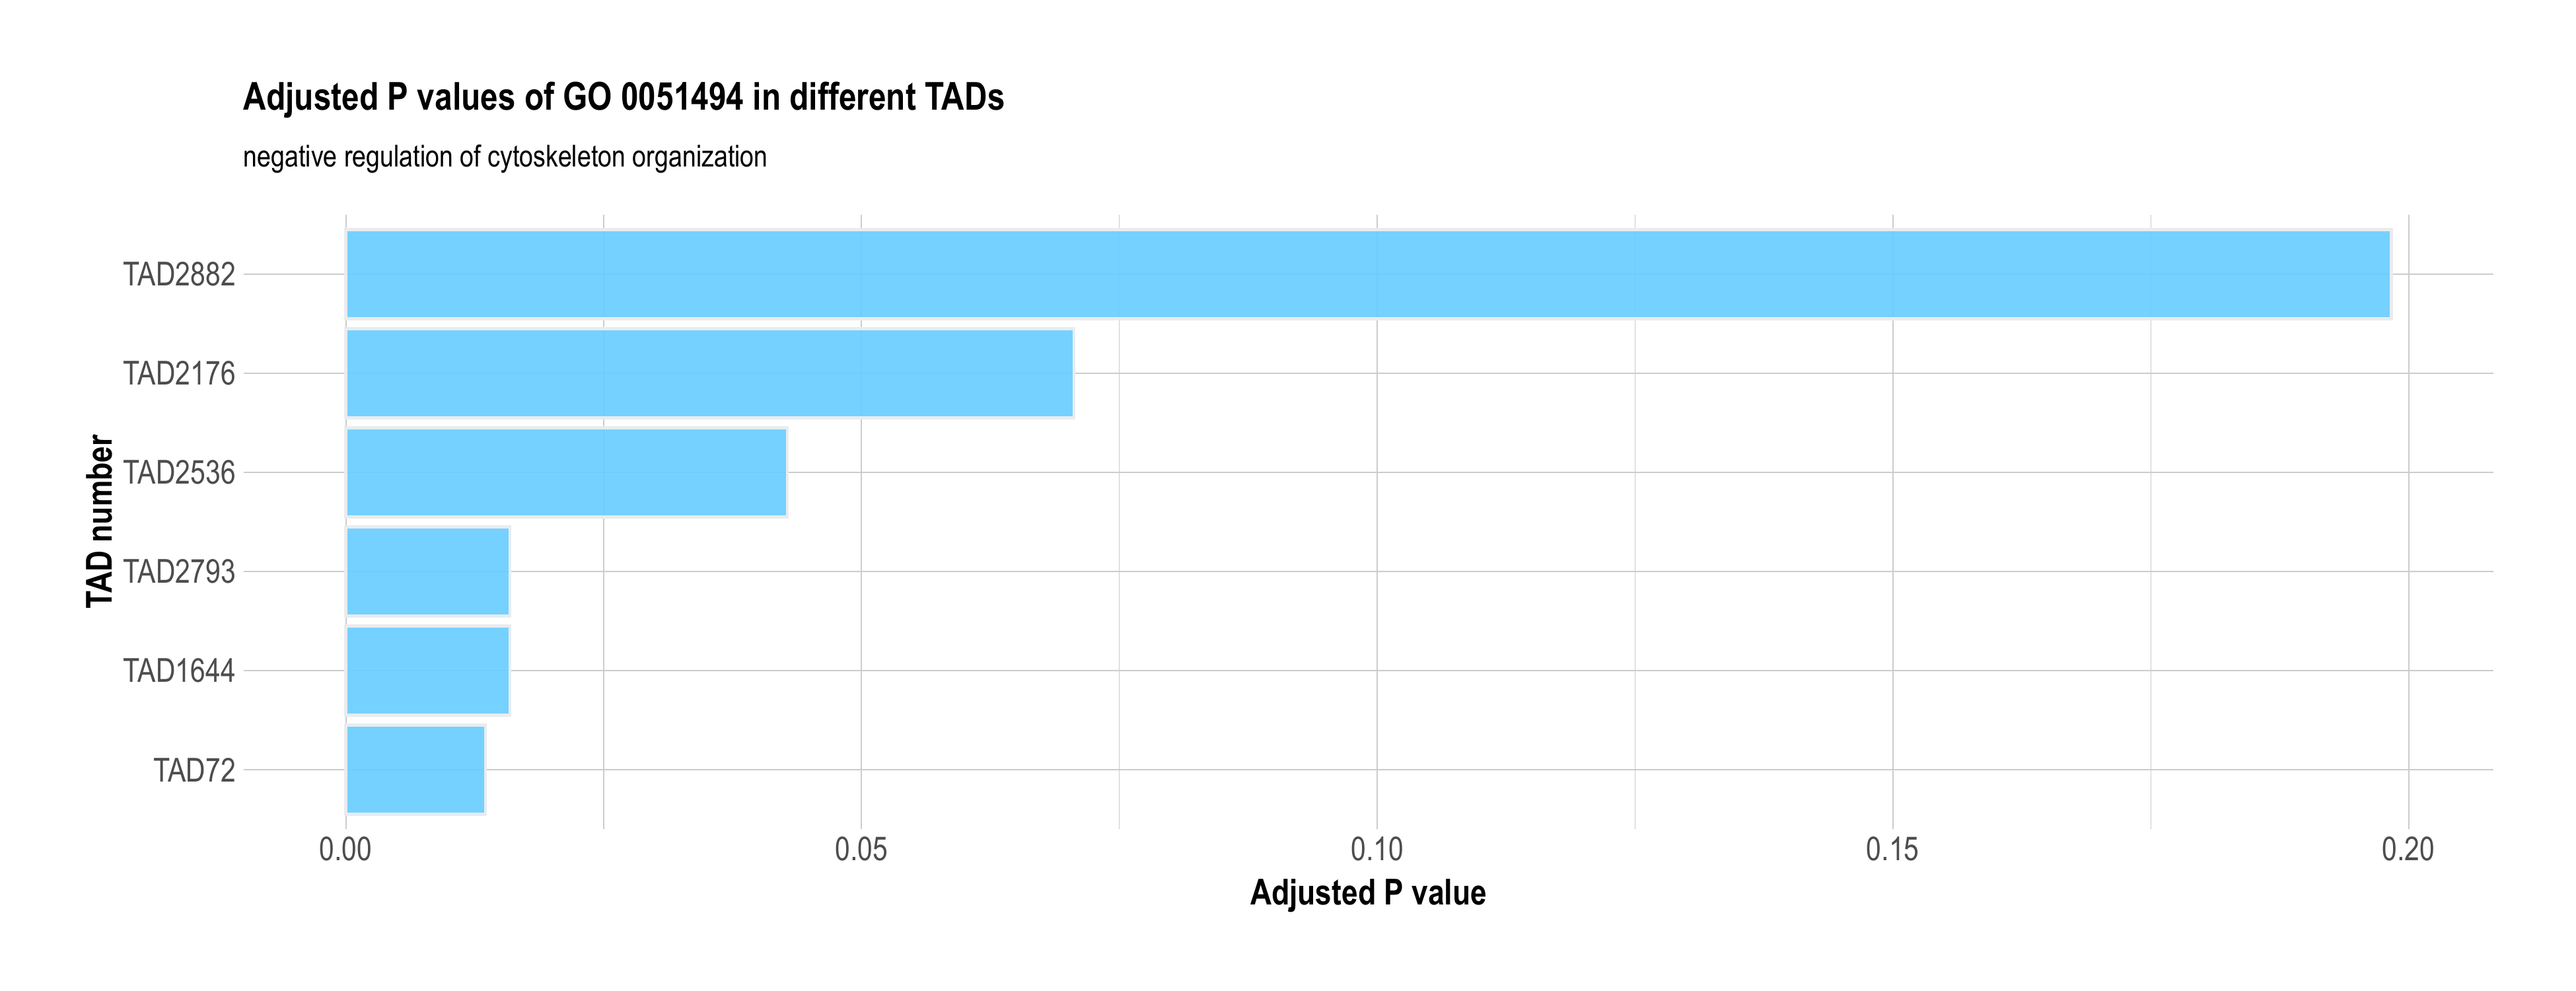 Adjusted P values of GO 0051494 in different TADs
negative regulation of cytoskeleton organization
TAD number
TAD2882
TAD2176
TAD2536
TAD2793
TAD1644
TAD72
0.00 0.05 0.10 0.15 0.20
Adjusted P value